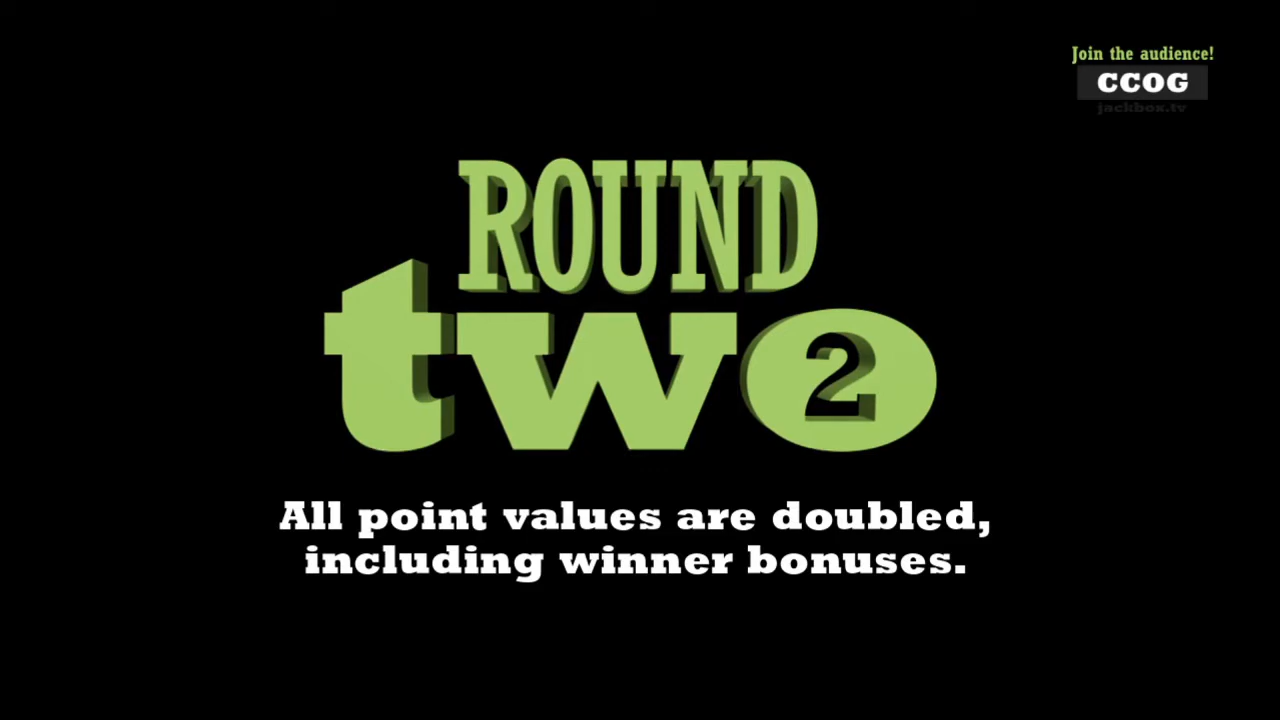 Join the audience!
CCOG
jackbox.tv
ROUND
two
2
All point values are doubled,
including winner bonuses.